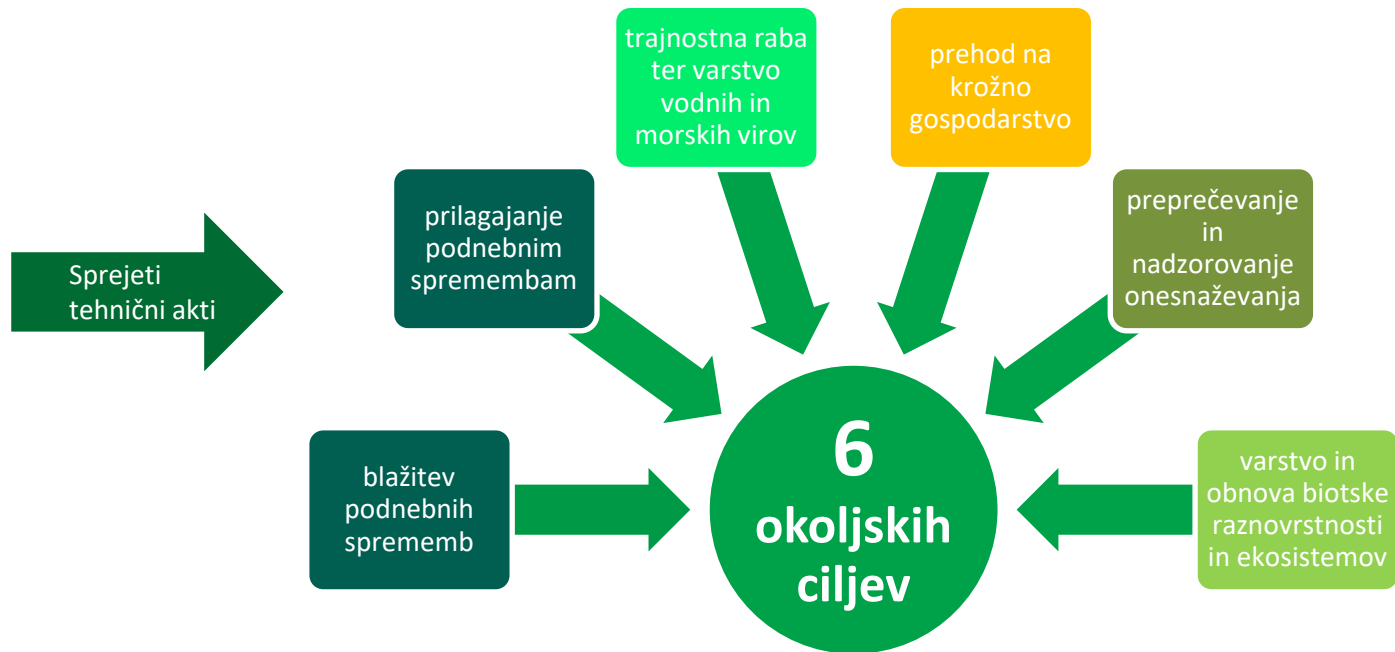 Sprejeti
tehnični akti
blažitev
podnebnih
sprememb
prilagajanje
podnebnim
spremembam
trajnostna raba
ter varstvo
vodnih in
morskih virov
prehod na
krožno
gospodarstvo
preprečevanje
in
nadzorovanje
onesnaževanja
varstvo in
obnova biotske
raznovrstnosti
in ekosistemov
6
okoljskih
ciljev